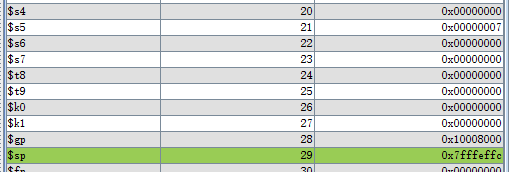 $s4 20 0x00000000
$s5 21 0x00000007
$s6 22 0x00000000
$s7 23 0x00000000
$t8 24 0x00000000
$t9 25 0x00000000
$k0 26 0x00000000
$k1 27 0x00000000
$gp 28 0x10008000
$sp 29 0x7fffeffc
$fp 30 0x00000000